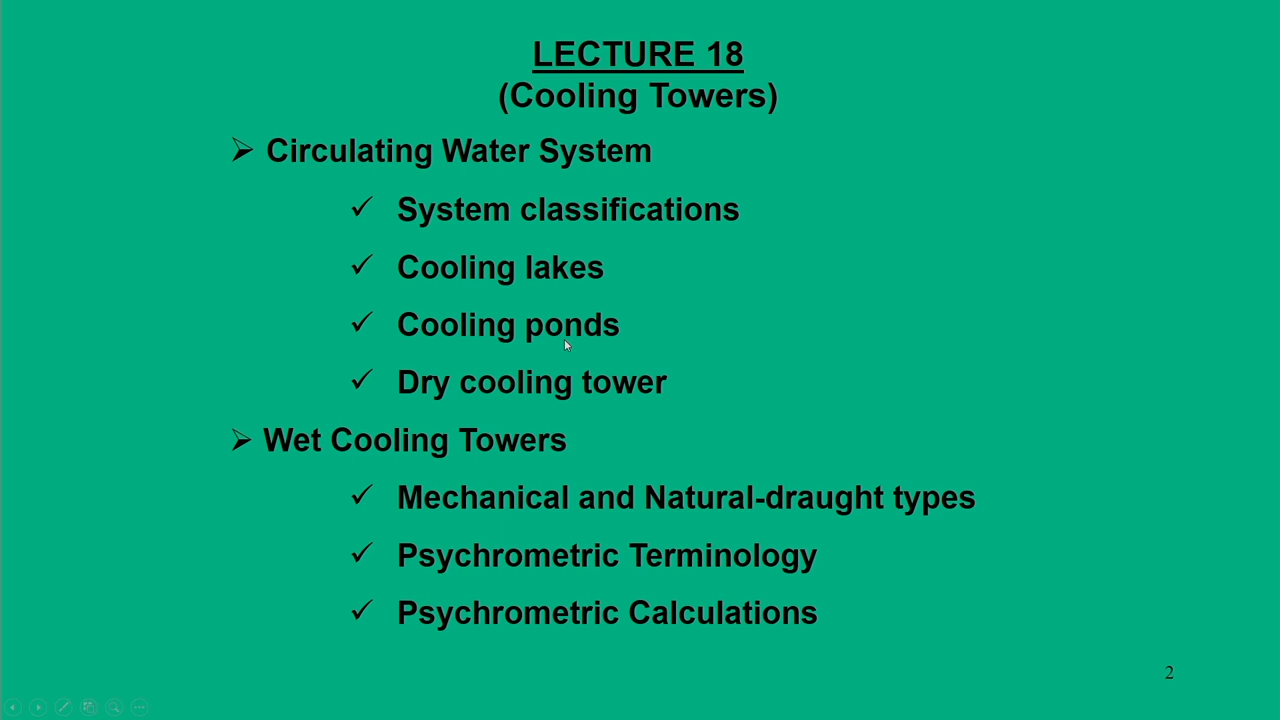 LECTURE 18
(Cooling Towers)
➢ Circulating Water System
✓ System classifications
✓ Cooling lakes
✓ Cooling ponds
✓ Dry cooling tower
➢ Wet Cooling Towers
✓ Mechanical and Natural-draught types
✓ Psychrometric Terminology
✓ Psychrometric Calculations
2